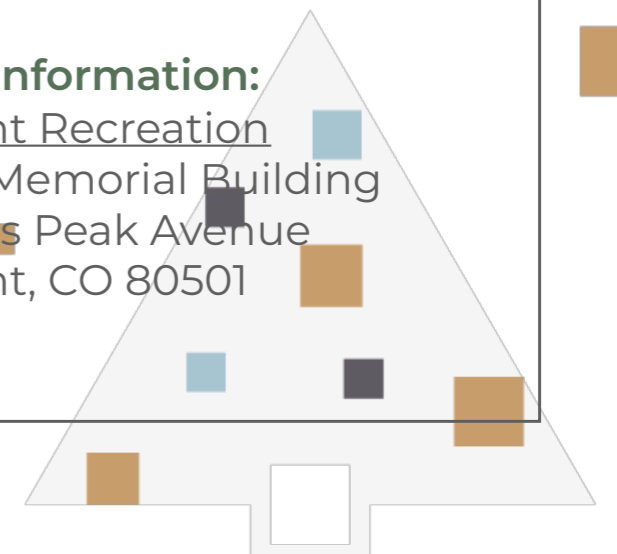 nformation:
nt Recreation
Memorial Building
s Peak Avenue
nt, CO 80501